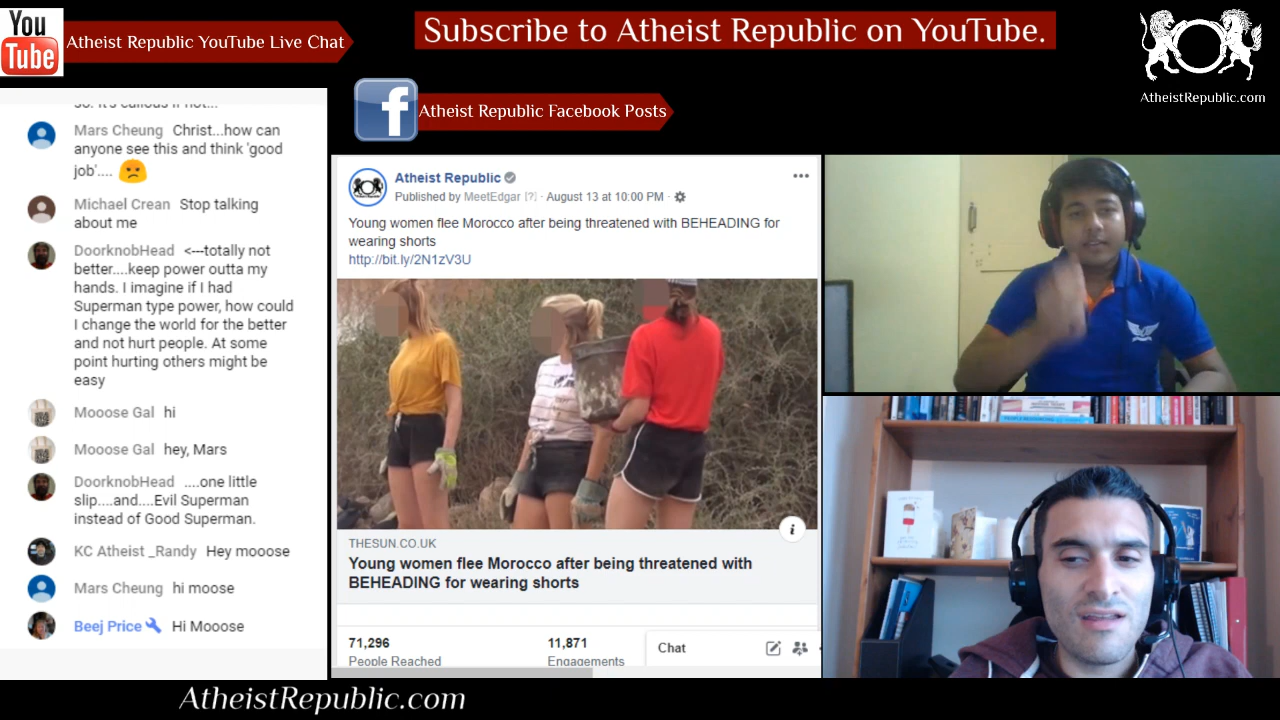 You
Tube
Atheist Republic YouTube Live Chat
Subscribe to Atheist Republic on YouTube.
AtheistRepublic.com
Atheist Republic Facebook Posts
so. It's callous if not...
Mars Cheung Christ...how can
anyone see this and think 'good
job'....
Michael Crean Stop talking
about me
DoorknobHead <---totally not
better....keep power outta my
hands. I imagine if I had
Superman type power, how could
I change the world for the better
and not hurt people. At some
point hurting others might be
easy
Mooose Gal hi
Mooose Gal hey, Mars
DoorknobHead ....one little
slip....and....Evil Superman
instead of Good Superman.
KC Atheist _Randy Hey mooose
Mars Cheung hi moose
Beej Price Hi Mooose
Atheist Republic
Published by MeetEdgar [?] · August 13 at 10:00 PM ·
Young women flee Morocco after being threatened with BEHEADING for
wearing shorts
http://bit.ly/2N1zV3U
THESUN.CO.UK
Young women flee Morocco after being threatened with
BEHEADING for wearing shorts
71,296
People Reached
11,871
Engagements
Chat
AtheistRepublic.com